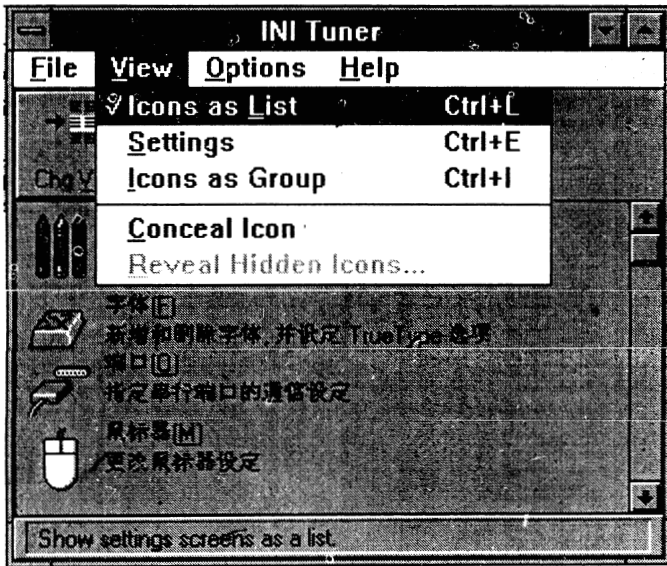 INI Tuner
File View Options Help
Icons as List Ctrl+L
Settings Ctrl+E
Icons as Group Ctrl+I
Conceal Icon
Reveal Hidden Icons...
Chg V
字体[F]
新增和删除字体, 并设定 TrueType 选项
端口[O]
指定串行端口的通信设定
鼠标器[M]
更改鼠标器设定
Show settings screens as a list.